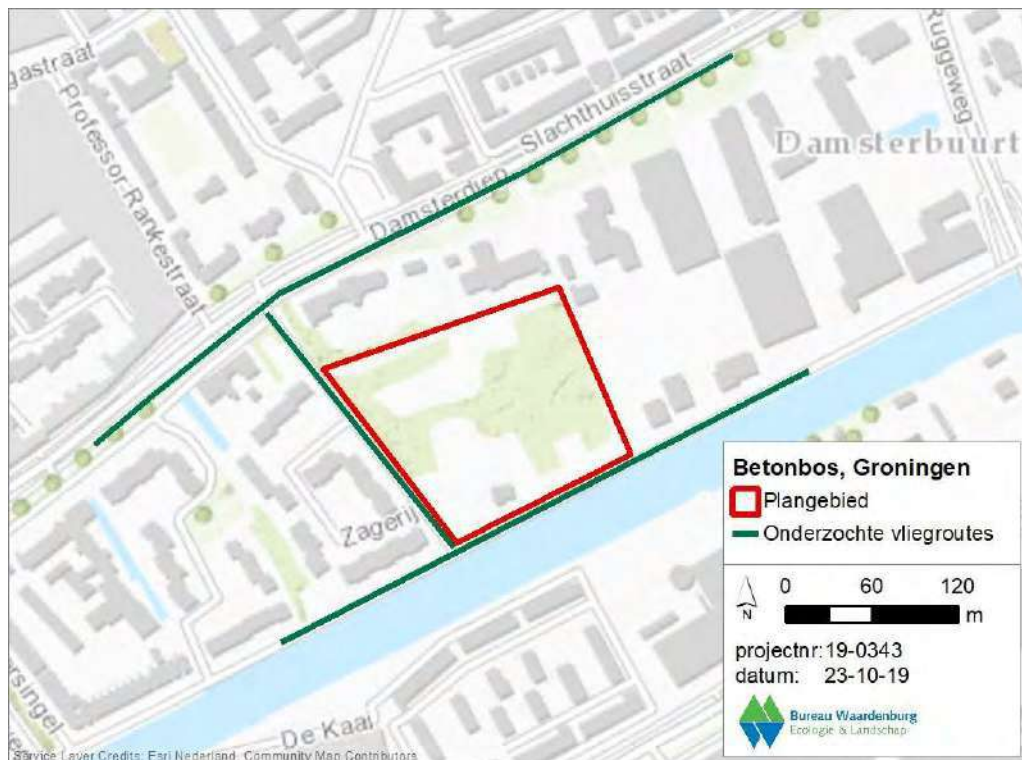 gastraat
Professor Rankestraat
Slachthuisstraat
Damsterdiep
Ruggeweg
Damsterbuurt
Zagerij
De Kaai
rsingel
Betonbos, Groningen
Plangebied
Onderzochte vliegroutes
N
0 60 120
m
projectnr: 19-0343
datum: 23-10-19
Bureau Waardenburg
Ecologie & Landschap
Service Layer Credits: Esri Nederland, Community Map Contributors